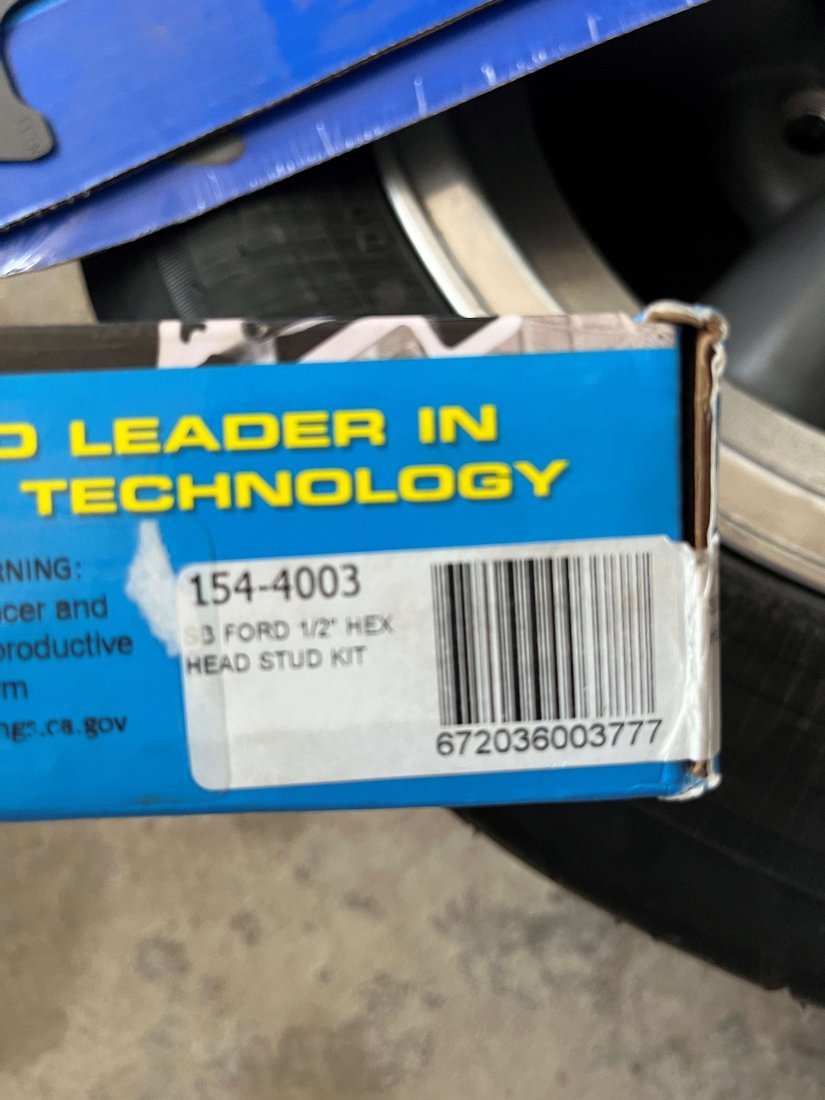 D LEADER IN
TECHNOLOGY
RNING:
cer and
productive
rm
ngs.ca.gov
154-4003
SB FORD 1/2" HEX
HEAD STUD KIT
672036003777